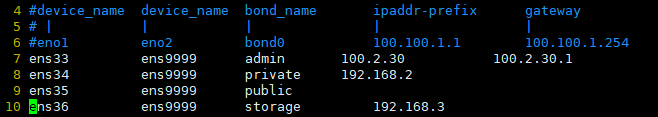 4 #device_name  device_name  bond_name       ipaddr-prefix      gateway
5 # |           |            |               |                  |
6 #eno1         eno2         bond0           100.100.1.1        100.100.1.254
7 ens33         ens9999      admin       100.2.30           100.2.30.1
8 ens34         ens9999      private     192.168.2
9 ens35         ens9999      public
10 ens36         ens9999      storage         192.168.3